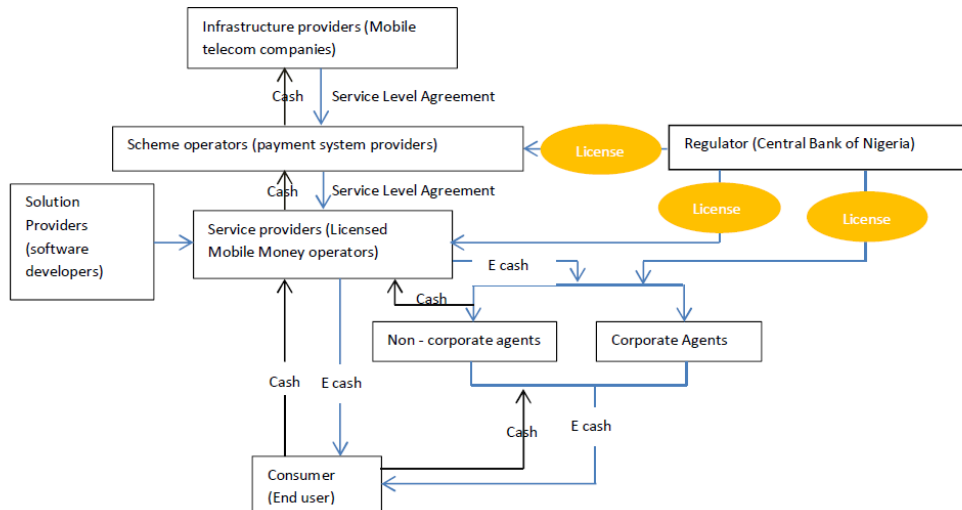 Infrastructure providers (Mobile
telecom companies)
Cash
Service Level Agreement
Scheme operators (payment system providers)
License
Regulator (Central Bank of Nigeria)
Cash
Service Level Agreement
License
License
Solution
Providers
(software
developers)
Service providers (Licensed
Mobile Money operators)
E cash
Cash
Non - corporate agents
Corporate Agents
Cash
E cash
Cash
E cash
Consumer
(End user)